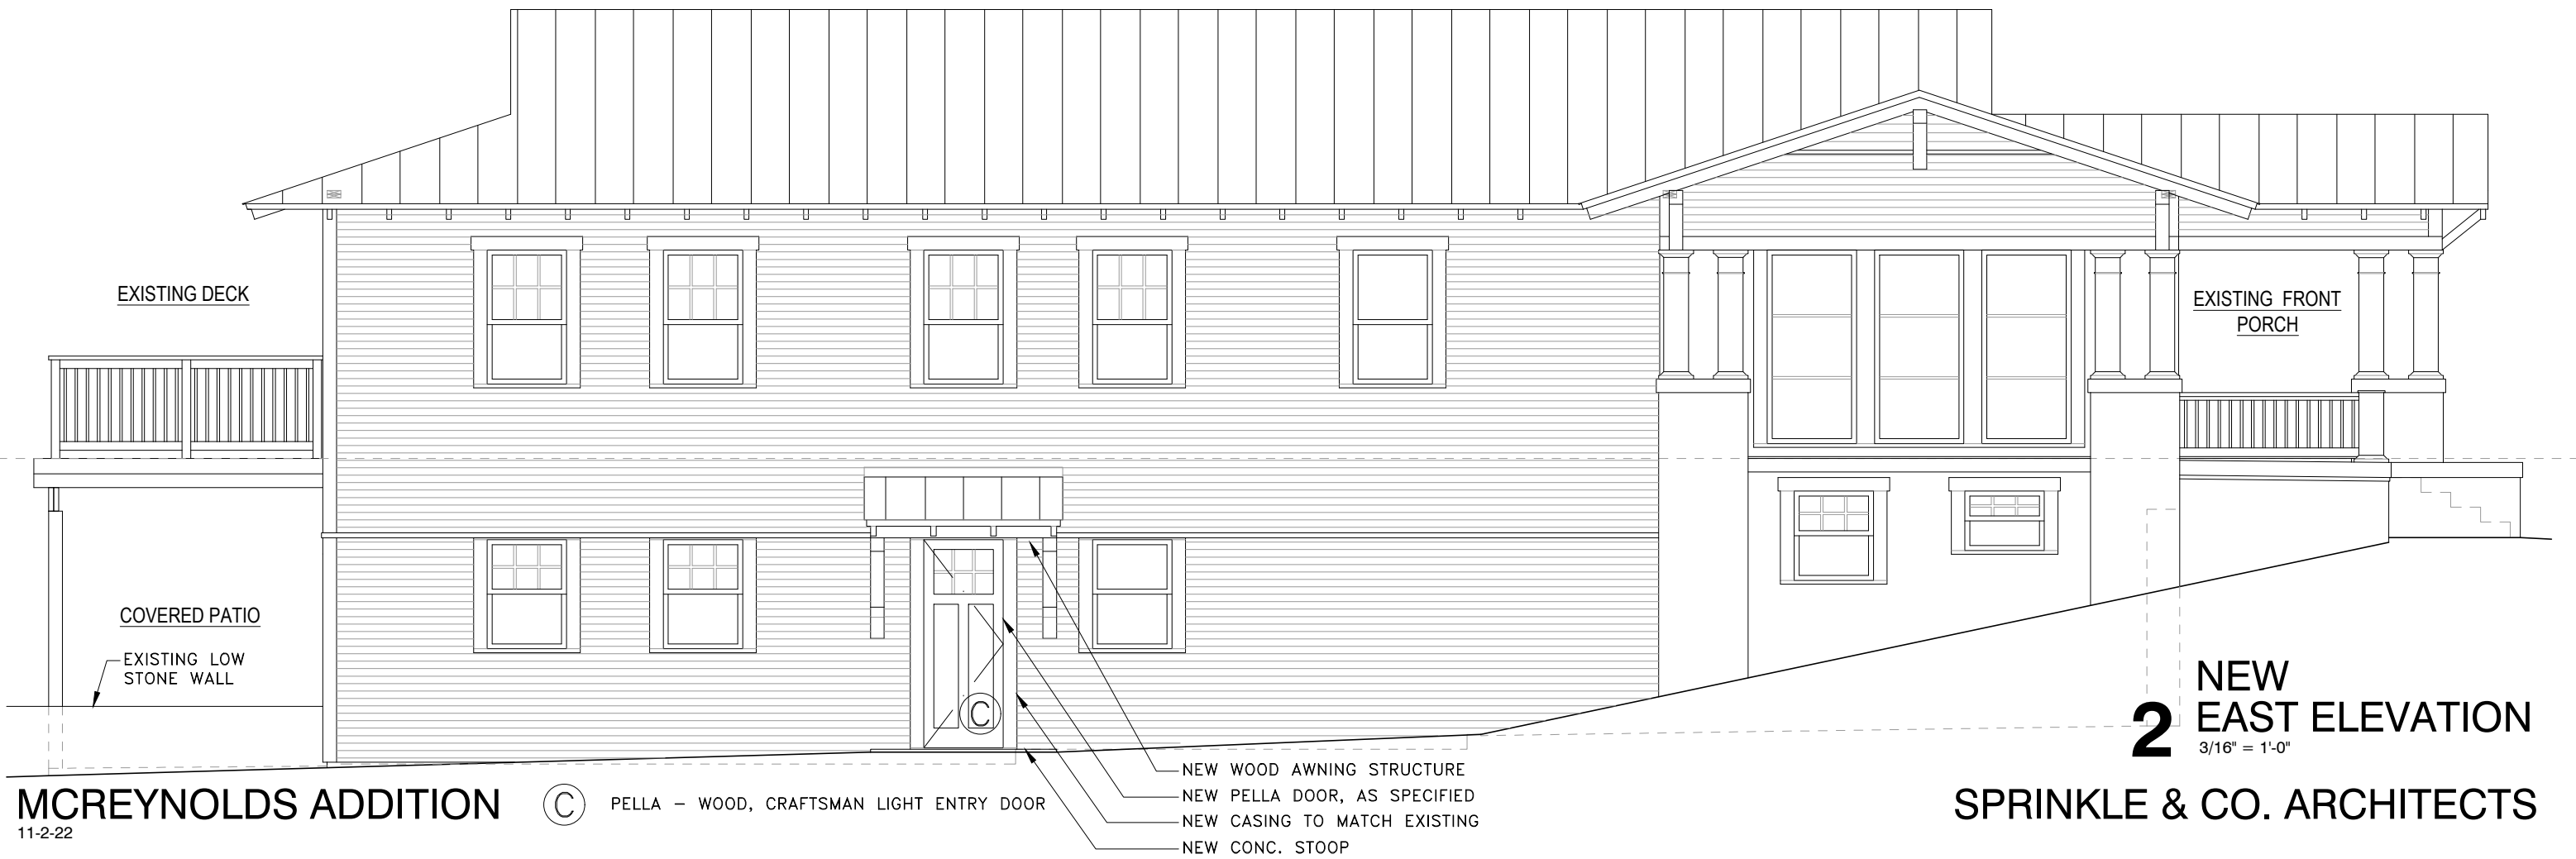 EXISTING DECK
EXISTING FRONT
PORCH
COVERED PATIO
EXISTING LOW
STONE WALL
C
NEW WOOD AWNING STRUCTURE
NEW PELLA DOOR, AS SPECIFIED
NEW CASING TO MATCH EXISTING
NEW CONC. STOOP
2
NEW
EAST ELEVATION
3/16" = 1'-0"
MCREYNOLDS ADDITION
11-2-22
C PELLA - WOOD, CRAFTSMAN LIGHT ENTRY DOOR
SPRINKLE & CO. ARCHITECTS